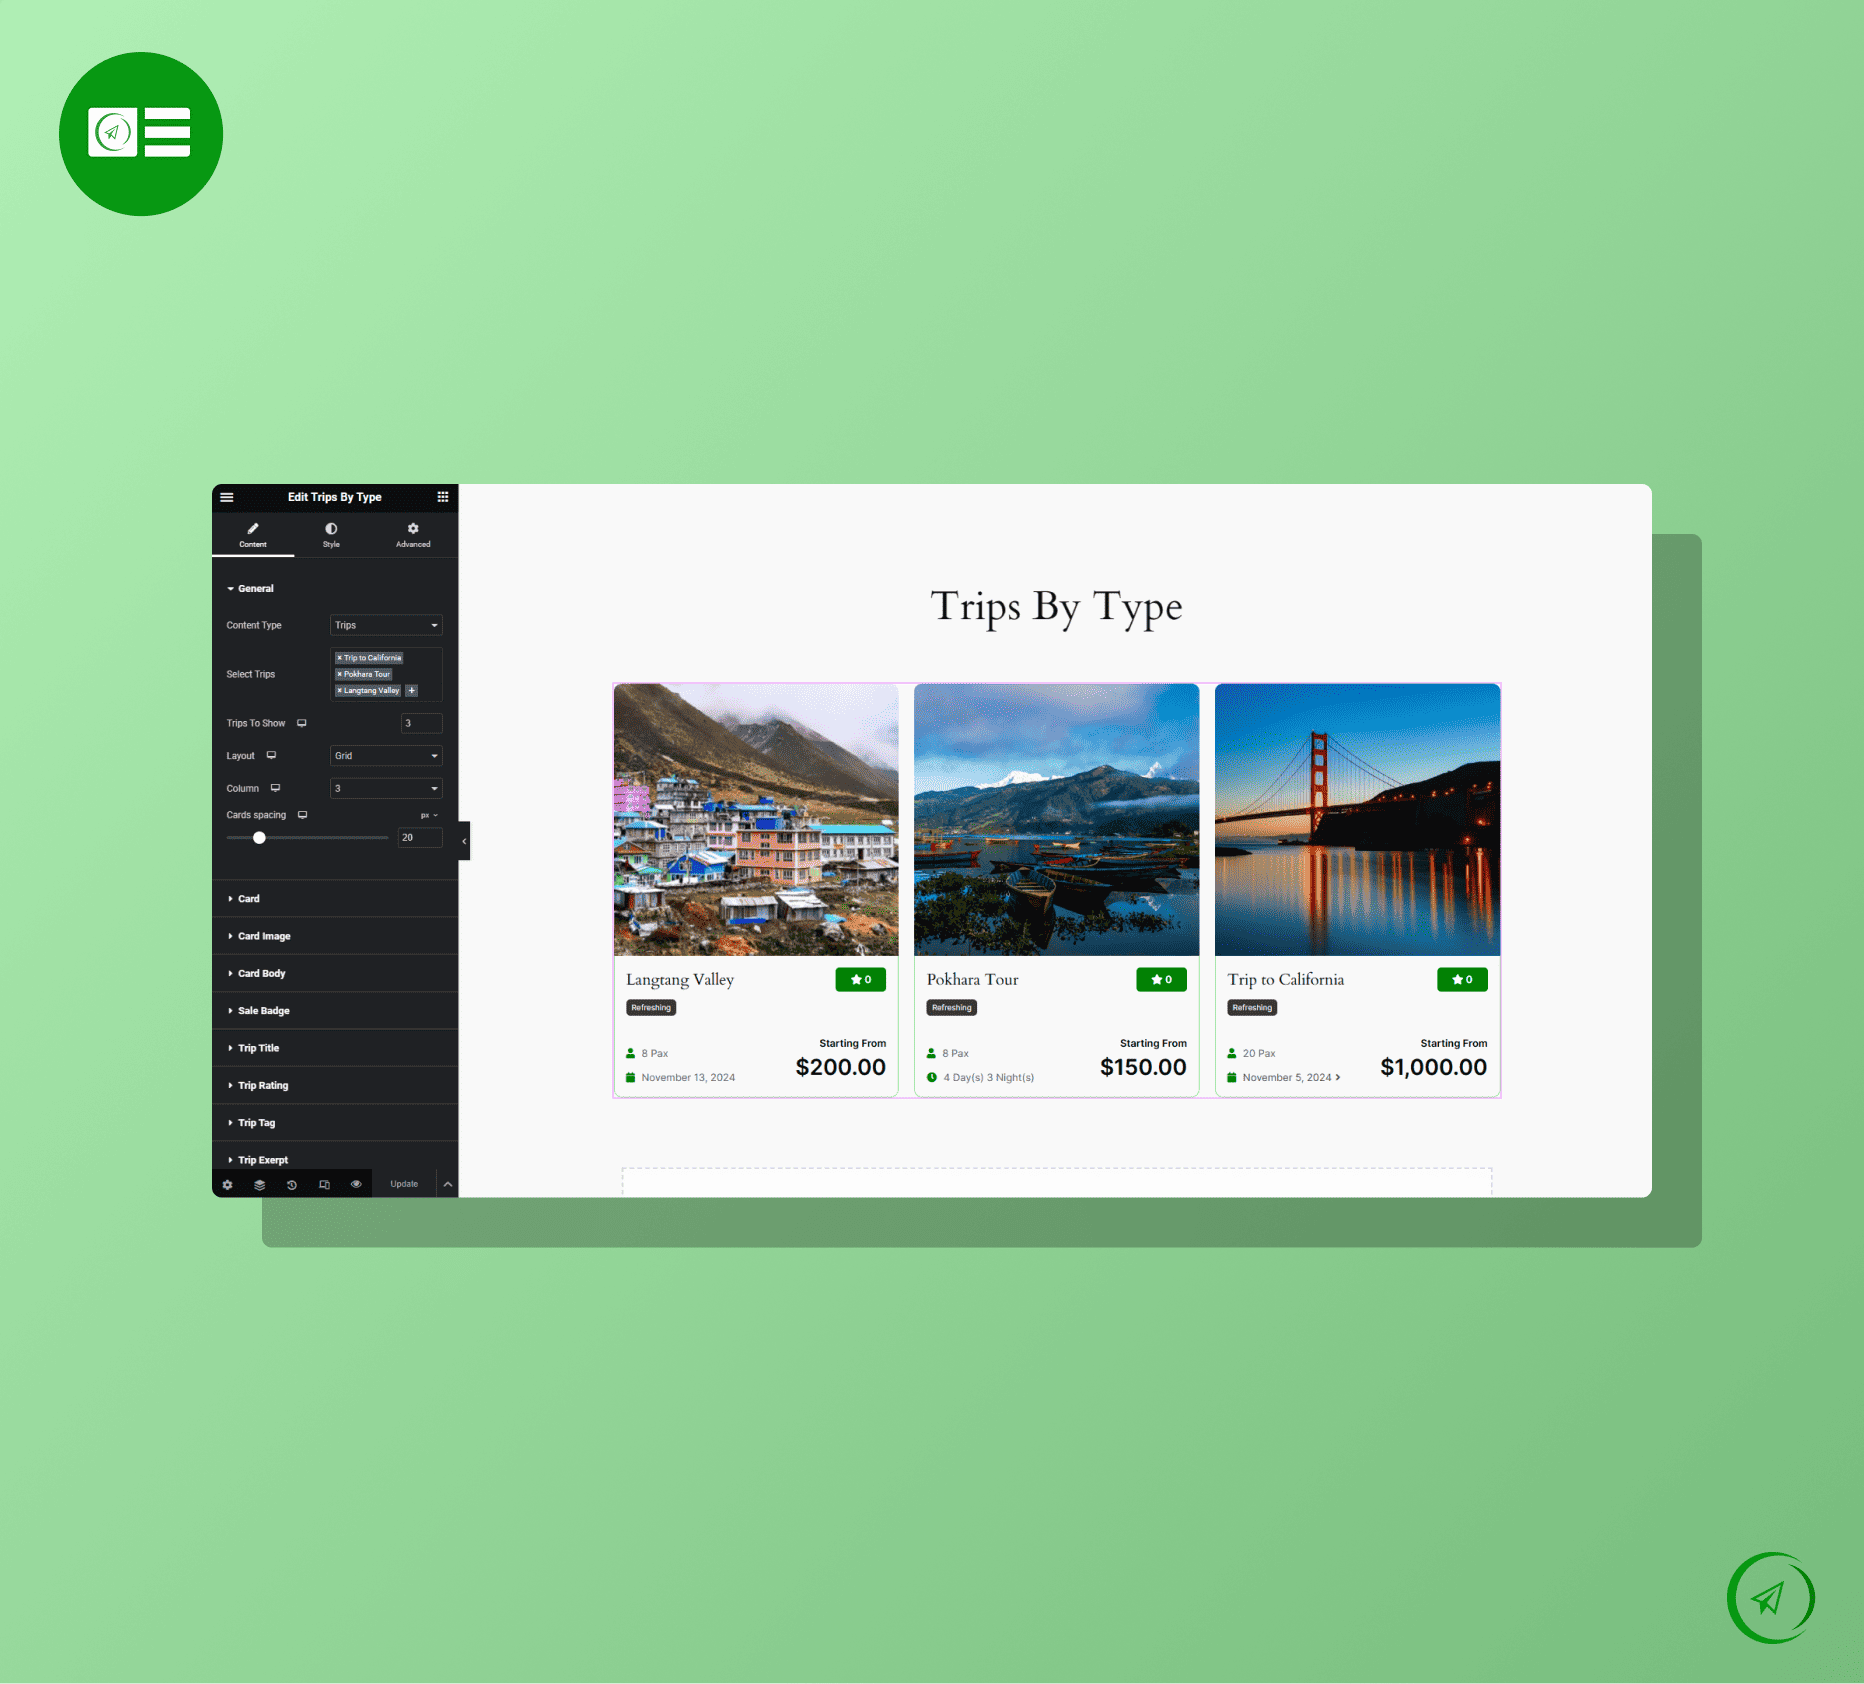 Edit Trips By Type
Content
Style
Advanced
General
Content Type
Trips
Select Trips
× Trip to California
× Pokhara Tour
× Langtang Valley +
Trips To Show
3
Layout
Grid
Column
3
Cards spacing
px
20
Card
Card Image
Card Body
Sale Badge
Trip Title
Trip Rating
Trip Tag
Trip Exerpt
Update
Trips By Type
Langtang Valley
0
Refreshing
8 Pax
November 13, 2024
Starting From
$200.00
Pokhara Tour
0
Refreshing
8 Pax
4 Day(s) 3 Night(s)
Starting From
$150.00
Trip to California
0
Refreshing
20 Pax
November 5, 2024
Starting From
$1,000.00